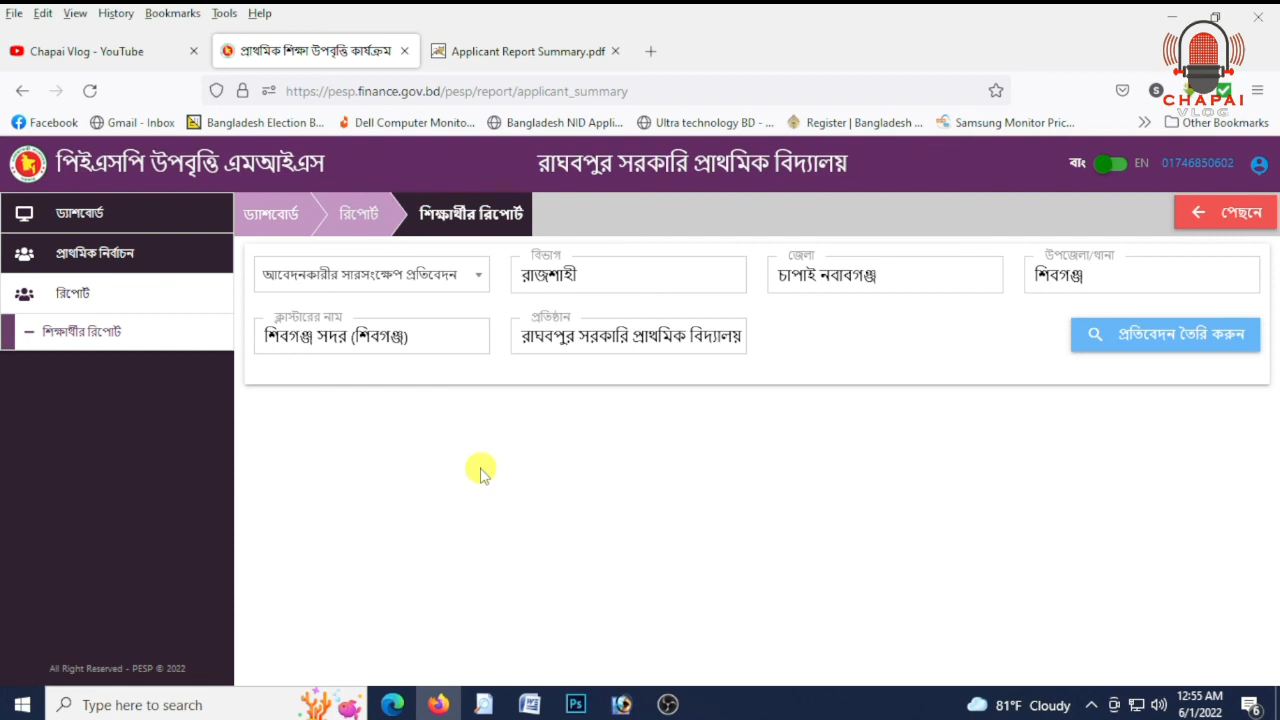 File Edit View History Bookmarks Tools Help
Chapai Vlog - YouTube
প্রাথমিক শিক্ষা উপবৃত্তি কার্যক্রম
Applicant Report Summary.pdf
https://pesp.finance.gov.bd/pesp/report/applicant_summary
CHAPAI
VLOG
Facebook Gmail - Inbox Bangladesh Election B... Dell Computer Monito... Bangladesh NID Appli... Ultra technology BD - ... Register | Bangladesh ... Samsung Monitor Pric... Other Bookmarks
পিইএসপি উপবৃত্তি এমআইএস
রাঘবপুর সরকারি প্রাথমিক বিদ্যালয়
বাং EN 01746850602
ড্যাশবোর্ড
প্রাথমিক নির্বাচন
রিপোর্ট
শিক্ষার্থীর রিপোর্ট
ড্যাশবোর্ড রিপোর্ট শিক্ষার্থীর রিপোর্ট
পেছনে
আবেদনকারীর সারসংক্ষেপ প্রতিবেদন
বিভাগ
রাজশাহী
জেলা
চাপাই নবাবগঞ্জ
উপজেলা/থানা
শিবগঞ্জ
ক্লাস্টারের নাম
শিবগঞ্জ সদর (শিবগঞ্জ)
প্রতিষ্ঠান
রাঘবপুর সরকারি প্রাথমিক বিদ্যালয়
প্রতিবেদন তৈরি করুন
All Right Reserved - PESP © 2022
Type here to search
Ps
81°F Cloudy
12:55 AM
6/1/2022
6